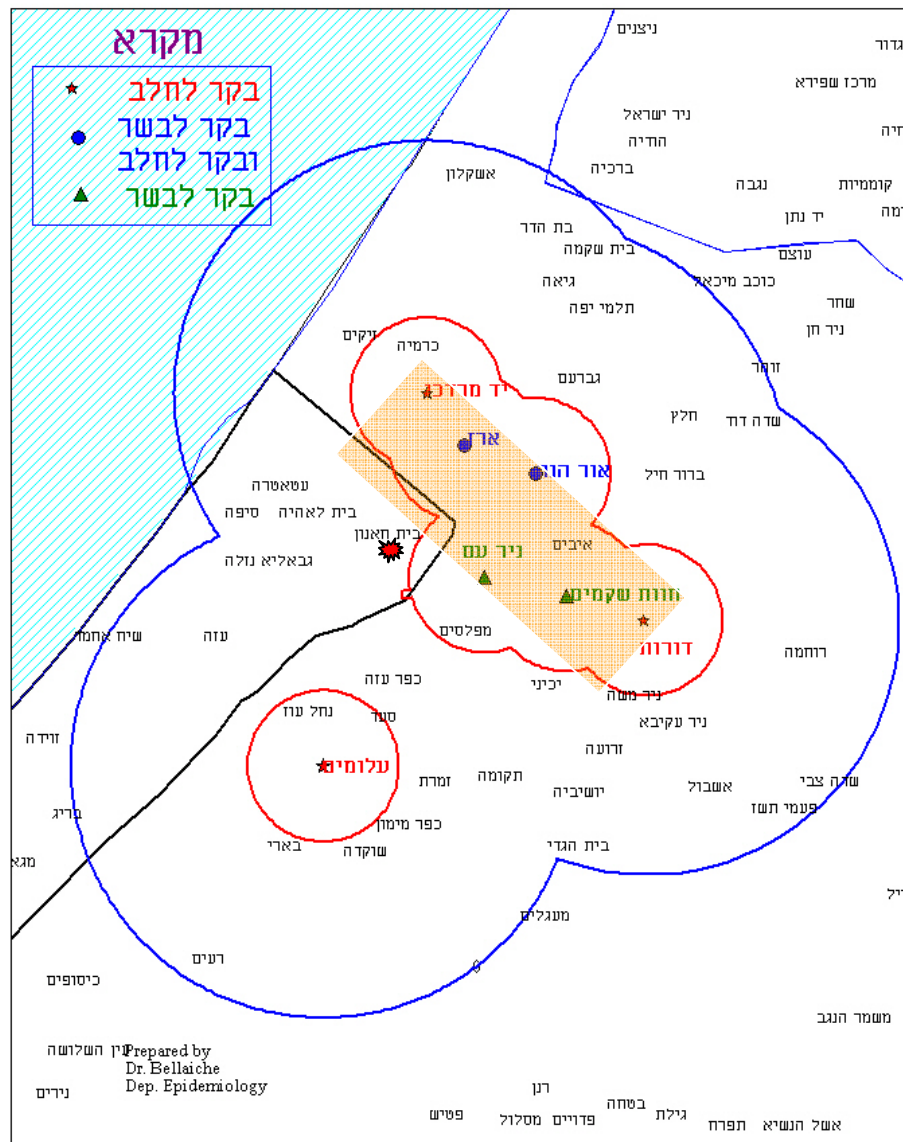 מקרא
בקר לחלב
בקר לבשר
ובקר לחלב
בקר לבשר
ניצנים
גדור
מרכז שפירא
ניר ישראל
הודיה
חיה
ברכיה
אשקלון
נגבה
קוממיות
יד נתן
ומה
בת הדר
בית שקמה
עוצם
גיאה
כוכב מיכאל
תלמי יפה
שחר
ניר חן
זיקים
כרמיה
זוהר
גברעם
יד מרדכי
חלץ
שדה דוד
ארז
אור הנר
ברור חיל
עטאטרה
בית לאהיה
סיפה
בית חאנון
איבים
ניר עם
גבאליא נזלה
חוות שקמים
מפלסים
עזה
שיח אחמד
דורות
רוחמה
כפר עזה
יכיני
ניר משה
נחל עוז
סעד
ניר עקיבא
זוידה
זרועה
עלומים
זמרת
תקומה
יושיביה
אשבול
שדה צבי
פעמי תשז
בריג
כפר מימון
בארי
שוקדה
בית הגדי
מגא
ייל
מעגלים
רעים
כיסופים
משמר הנגב
עין השלושה
Prepared by
Dr. Bellaiche
Dep. Epidemiology
נירים
רנן
בטחה
גילת
פטיש
מסלול
פדויים
תפרח
אשל הנשיא